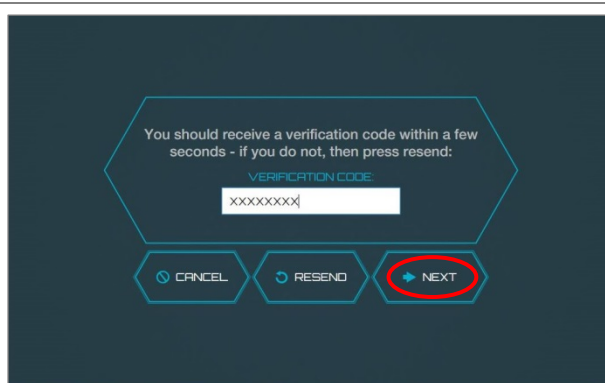 You should receive a verification code within a few
seconds - if you do not, then press resend:
VERIFICATION CODE:
XXXXXXXX
CANCEL RESEND NEXT